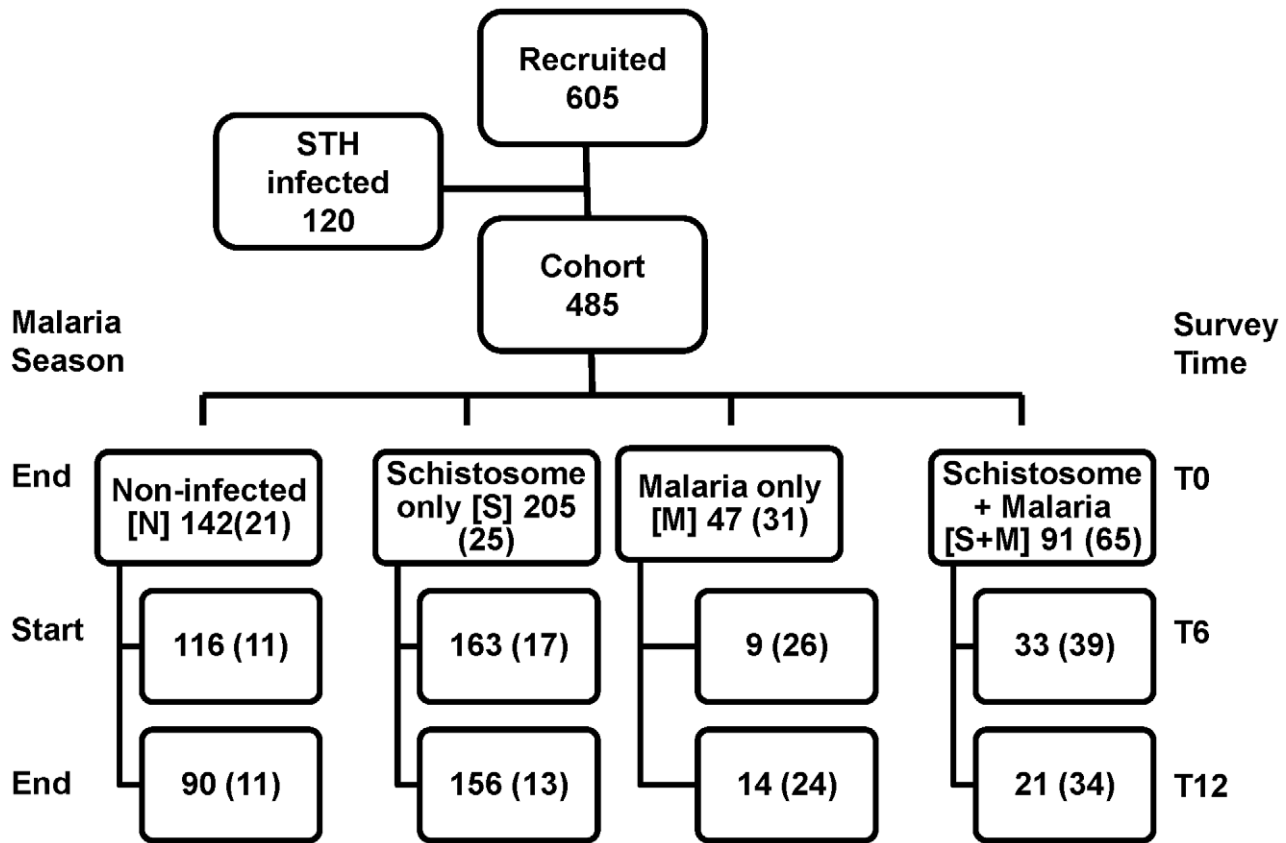 Recruited
605
STH
infected
120
Cohort
485
Malaria
Season
Survey
Time
End
Non-infected
[N] 142(21)
Schistosome
only [S] 205
(25)
Malaria only
[M] 47 (31)
Schistosome
+ Malaria
[S+M] 91 (65)
T0
Start
116 (11)
163 (17)
9 (26)
33 (39)
T6
End
90 (11)
156 (13)
14 (24)
21 (34)
T12